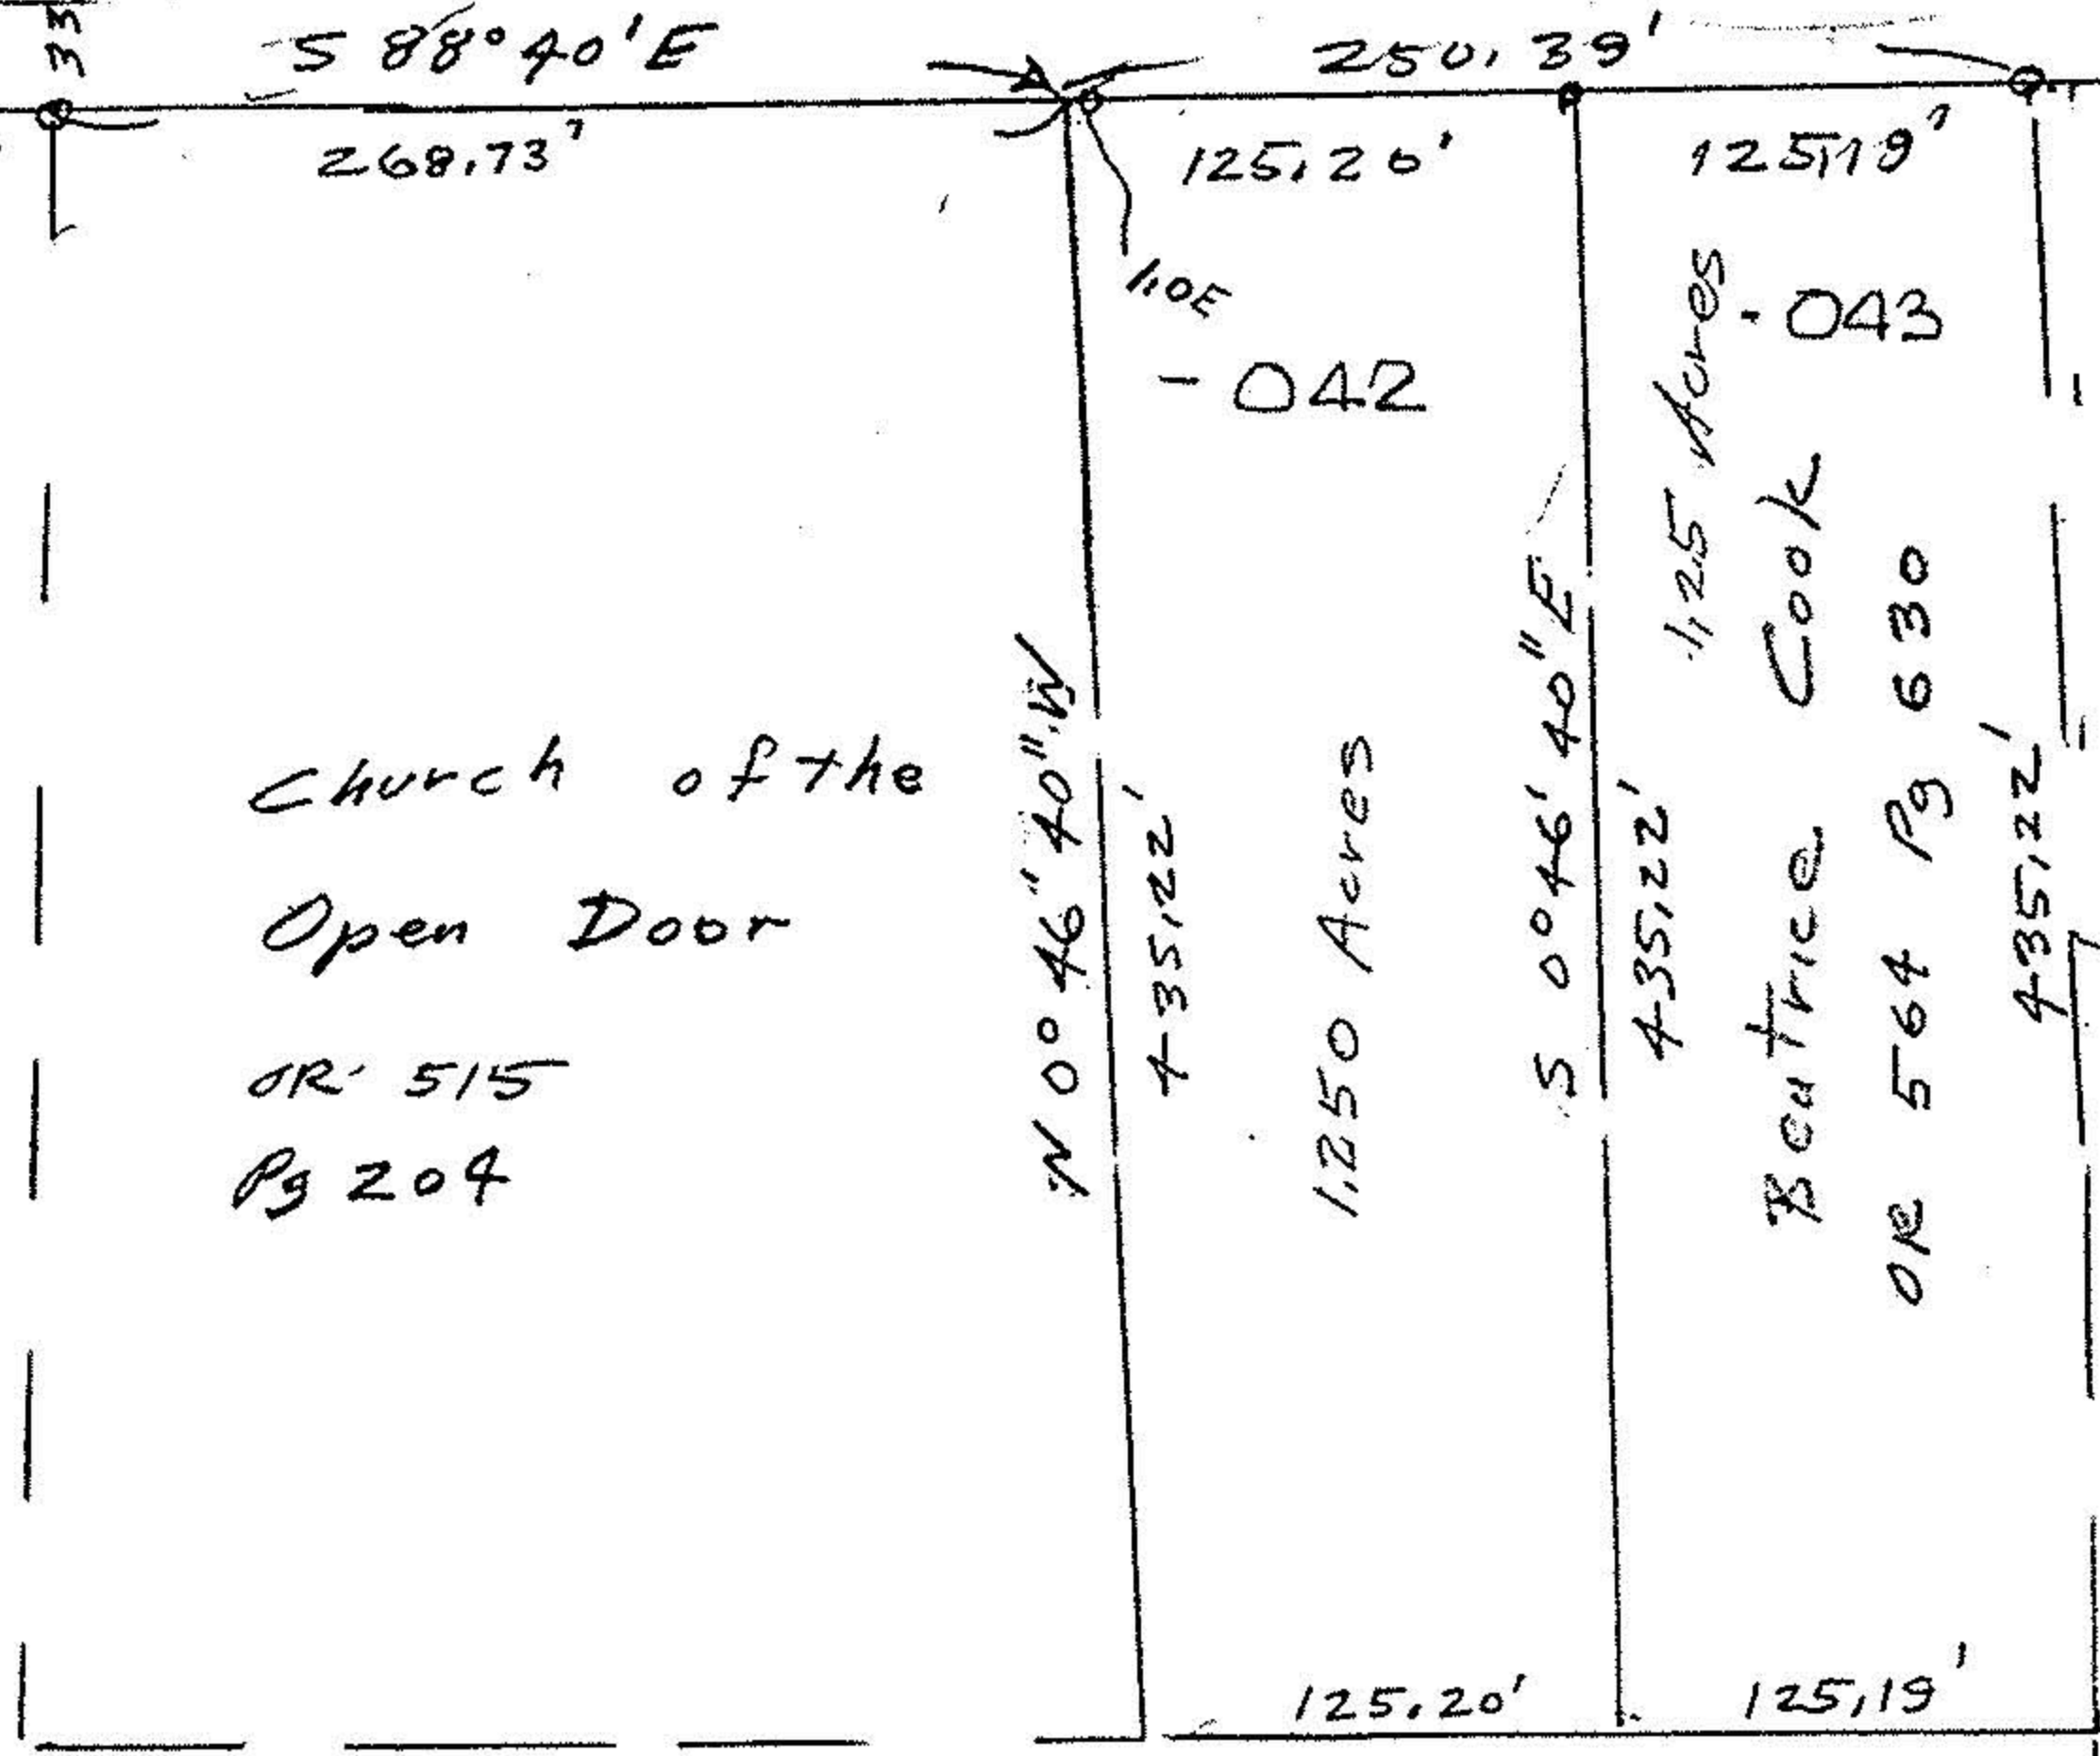 33
S 88° 40' E
250.39'
268.73'
125.20'
125.19'
1.0E
- 042
- 043
1.25 Acres
Church of the
Open Door
OR 515
Pg 204
N 0° 46' 40" W
435.22'
1.250 Acres
S 0° 46' 40" E
435.22'
Beatrice Cook
OR 564 Pg 630
435.22'
125.20'
125.19'